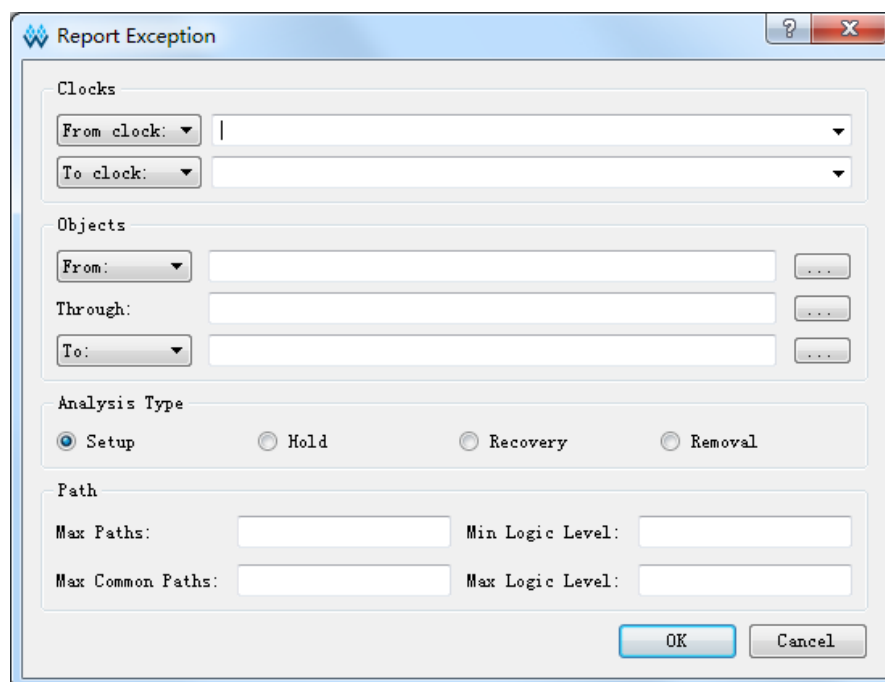 Report Exception
Clocks
From clock:
To clock:
Objects
From: ...
Through: ...
To: ...
Analysis Type
Setup Hold Recovery Removal
Path
Max Paths: Min Logic Level:
Max Common Paths: Max Logic Level:
OK Cancel